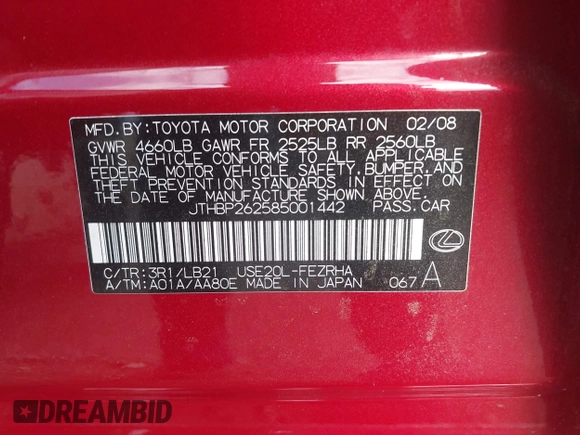 MFD.BY:TOYOTA MOTOR CORPORATION 02/08
GVWR 4660LB GAWR FR 2525LB RR 2560LB
THIS VEHICLE CONFORMS TO ALL APPLICABLE
FEDERAL MOTOR VEHICLE SAFETY,BUMPER,AND
THEFT PREVENTION STANDARDS IN EFFECT ON
THE DATE OF MANUFACTURE SHOWN ABOVE.
JTHBP262585001442 PASS.CAR
C/TR:3R1/LB21 USE20L-FEZRHA
A/TM:A01A/AA80E MADE IN JAPAN 067 A
DREAMBID